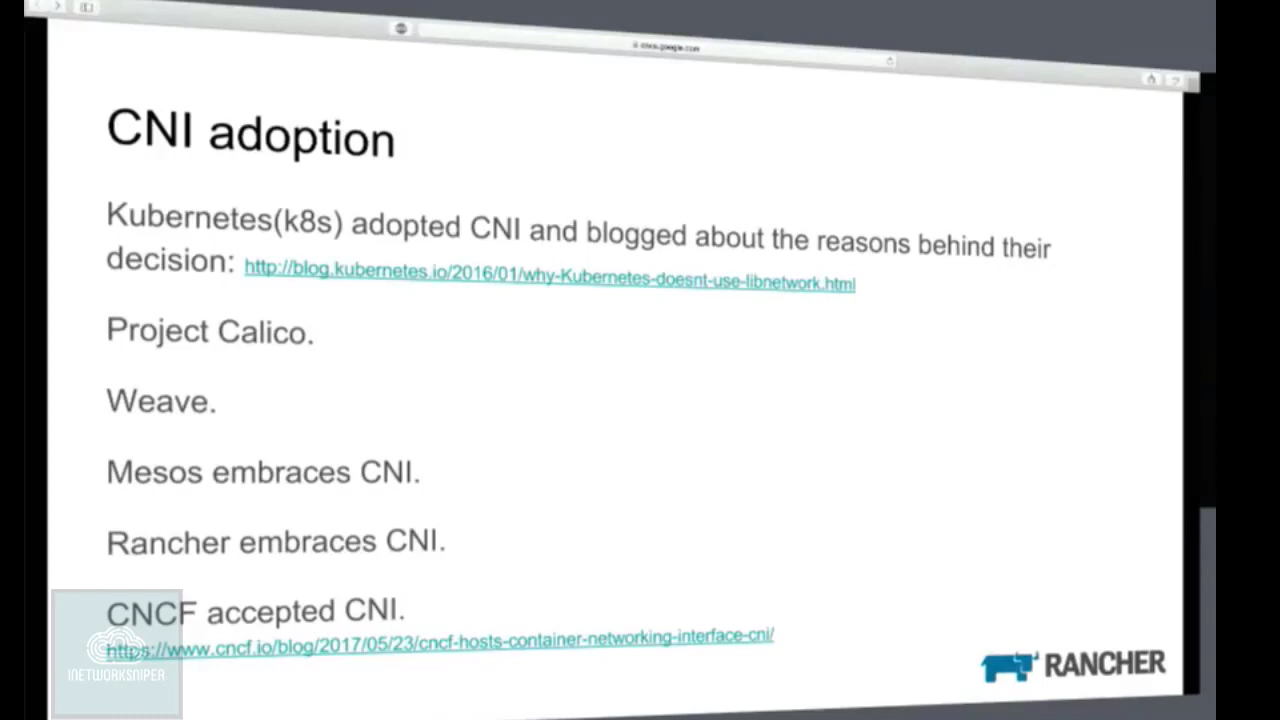 CNI adoption
Kubernetes(k8s) adopted CNI and blogged about the reasons behind their
decision: http://blog.kubernetes.io/2016/01/why-Kubernetes-doesnt-use-libnetwork.html
Project Calico.
Weave.
Mesos embraces CNI.
Rancher embraces CNI.
CNCF accepted CNI.
https://www.cncf.io/blog/2017/05/23/cncf-hosts-container-networking-interface-cni/
INETWORKSNIPER
RANCHER